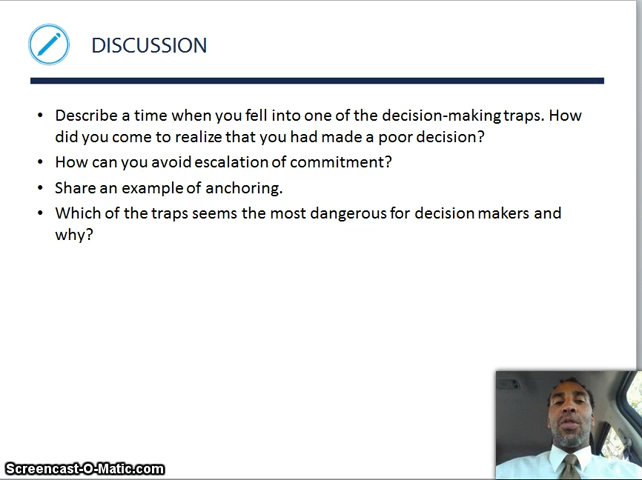 DISCUSSION
• Describe a time when you fell into one of the decision-making traps. How
did you come to realize that you had made a poor decision?
• How can you avoid escalation of commitment?
• Share an example of anchoring.
• Which of the traps seems the most dangerous for decision makers and
why?
Screencast-O-Matic.com